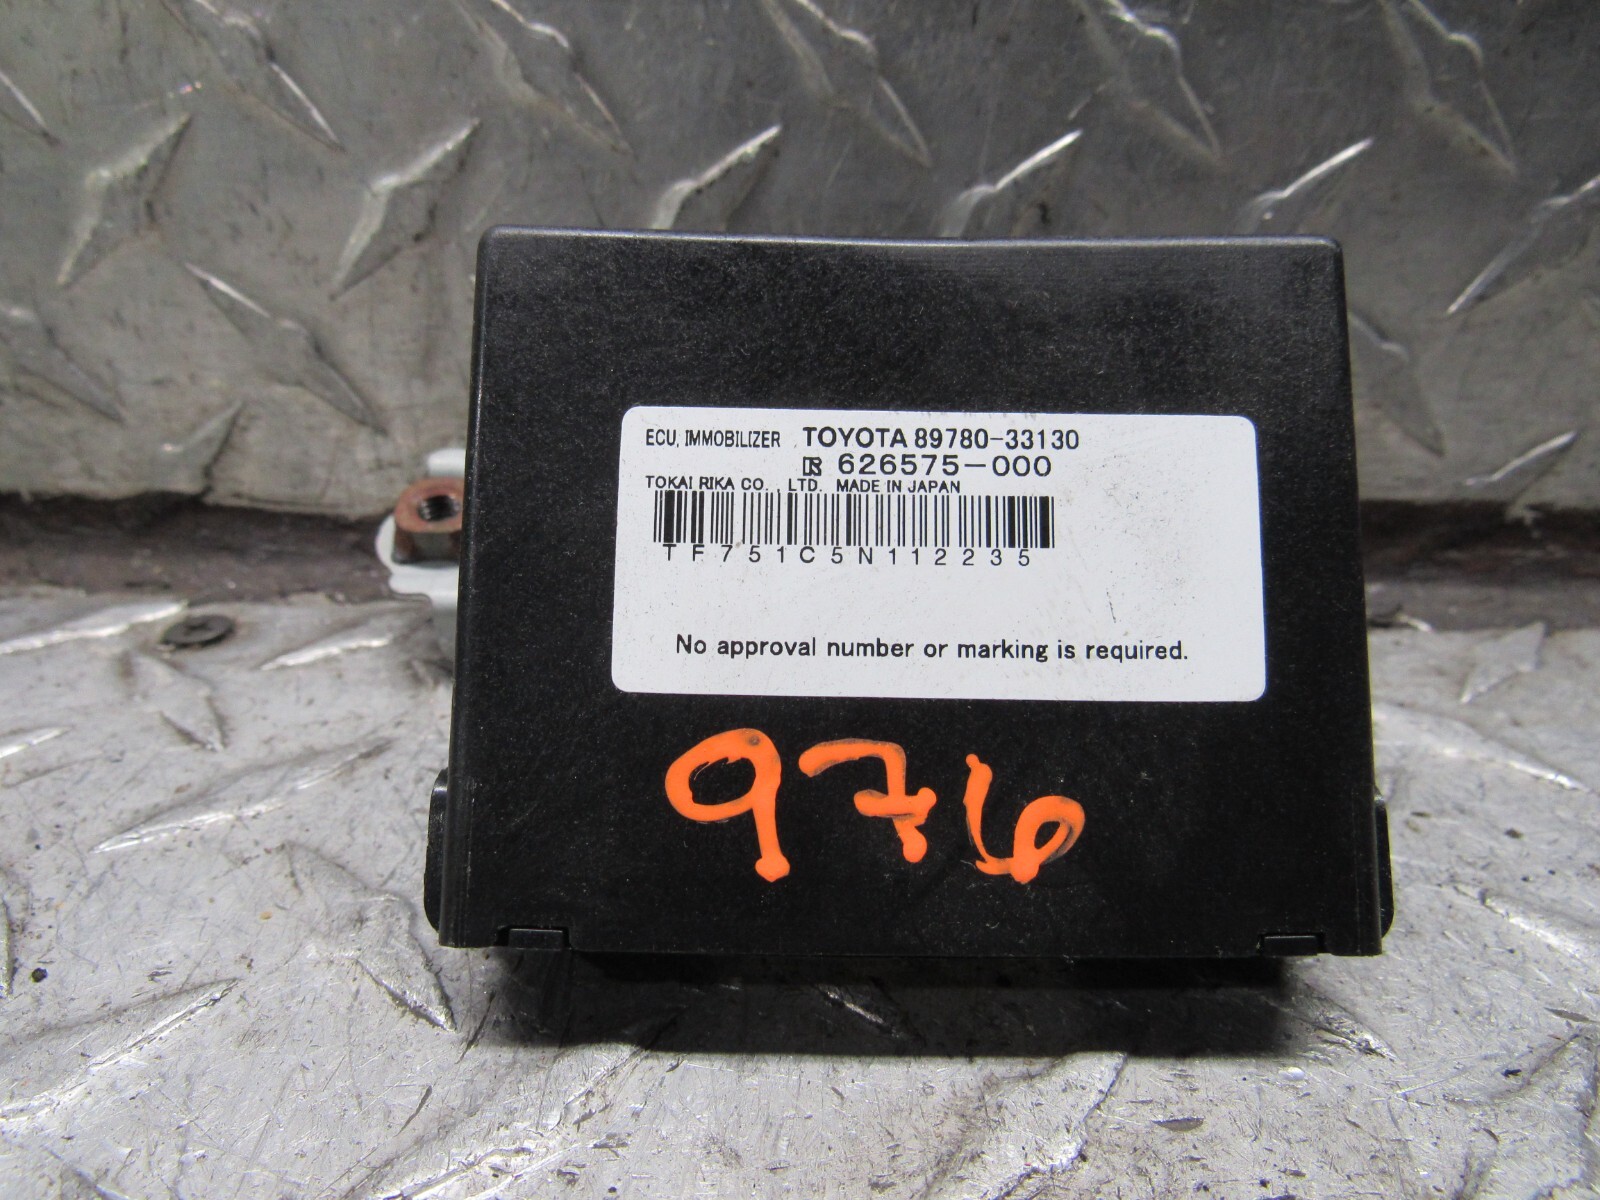 ECU, IMMOBILIZER TOYOTA 89780-33130
626575-000
TOKAI RIKA CO., LTD. MADE IN JAPAN
TF751C5N112235
No approval number or marking is required.
976